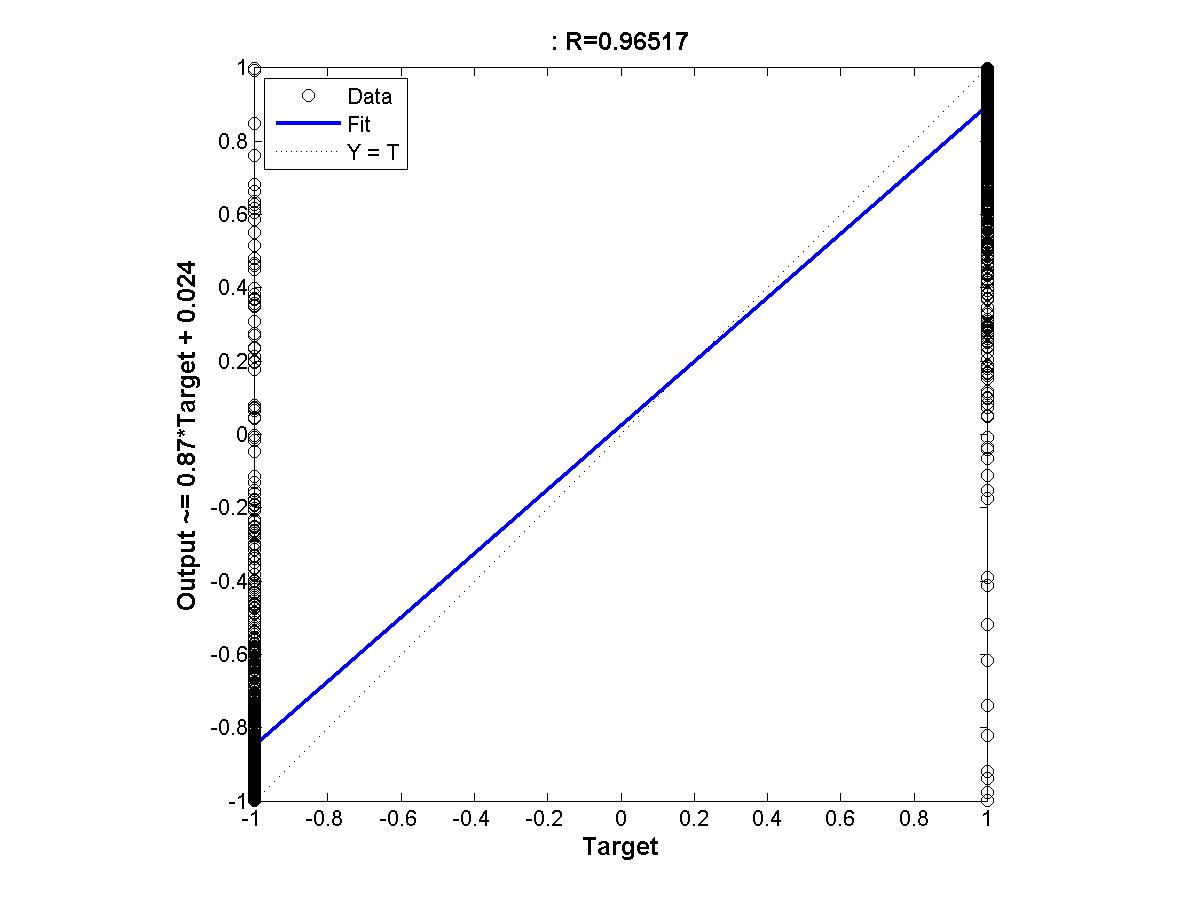 : R=0.96517
Data
Fit
Y = T
1
0.8
0.6
0.4
0.2
0
-0.2
-0.4
-0.6
-0.8
-1
Output ~= 0.87*Target + 0.024
-1 -0.8 -0.6 -0.4 -0.2 0 0.2 0.4 0.6 0.8 1
Target